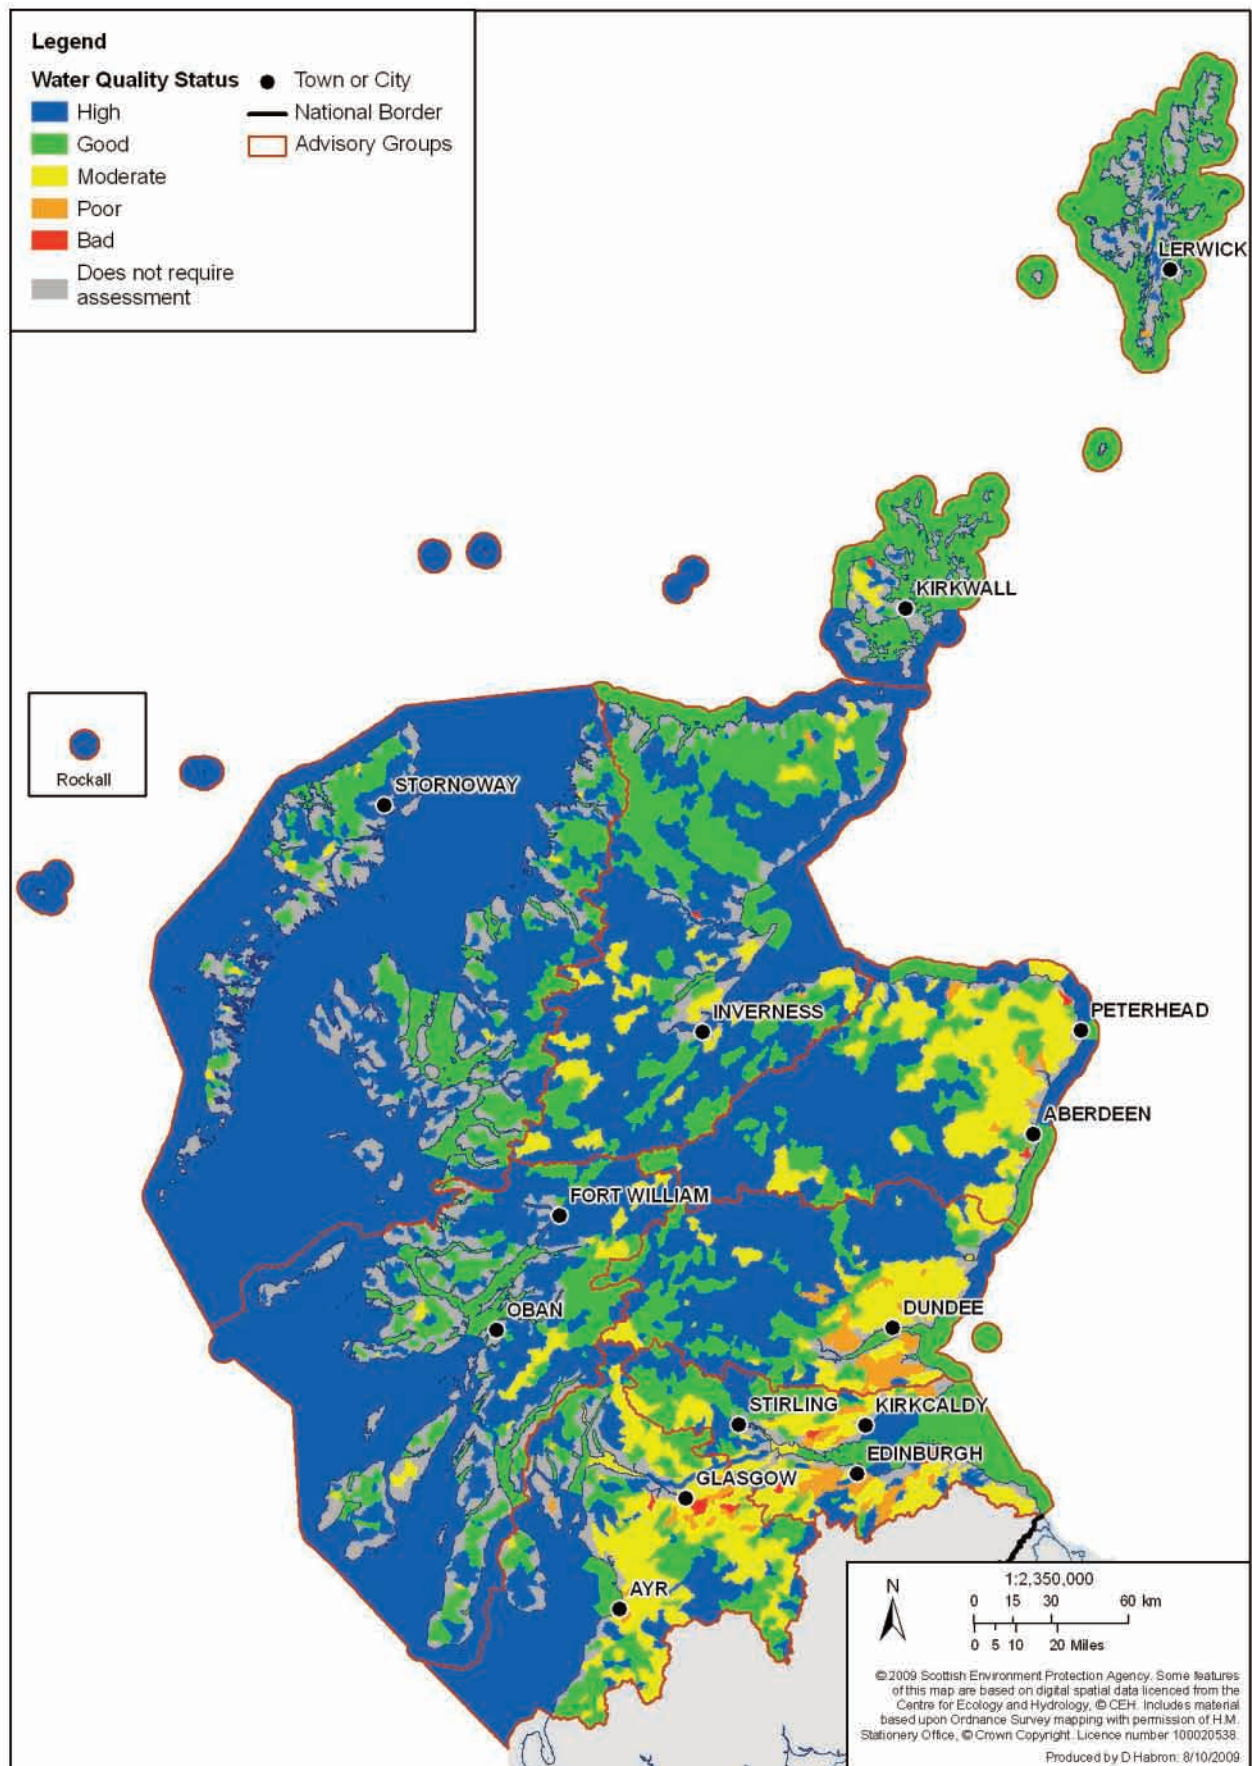 Legend
Water Quality Status
High
Good
Moderate
Poor
Bad
Does not require
assessment
Town or City
National Border
Advisory Groups
LERWICK
KIRKWALL
Rockall
STORNOWAY
INVERNESS
PETERHEAD
ABERDEEN
FORT WILLIAM
OBAN
DUNDEE
STIRLING
KIRKCALDY
EDINBURGH
GLASGOW
AYR
N
1:2,350,000
0 15 30 60 km
0 5 10 20 Miles
© 2009 Scottish Environment Protection Agency. Some features
of this map are based on digital spatial data licenced from the
Centre for Ecology and Hydrology, © CEH. Includes material
based upon Ordnance Survey mapping with permission of H.M.
Stationery Office, © Crown Copyright. Licence number 100020538.
Produced by D Habron: 8/10/2009